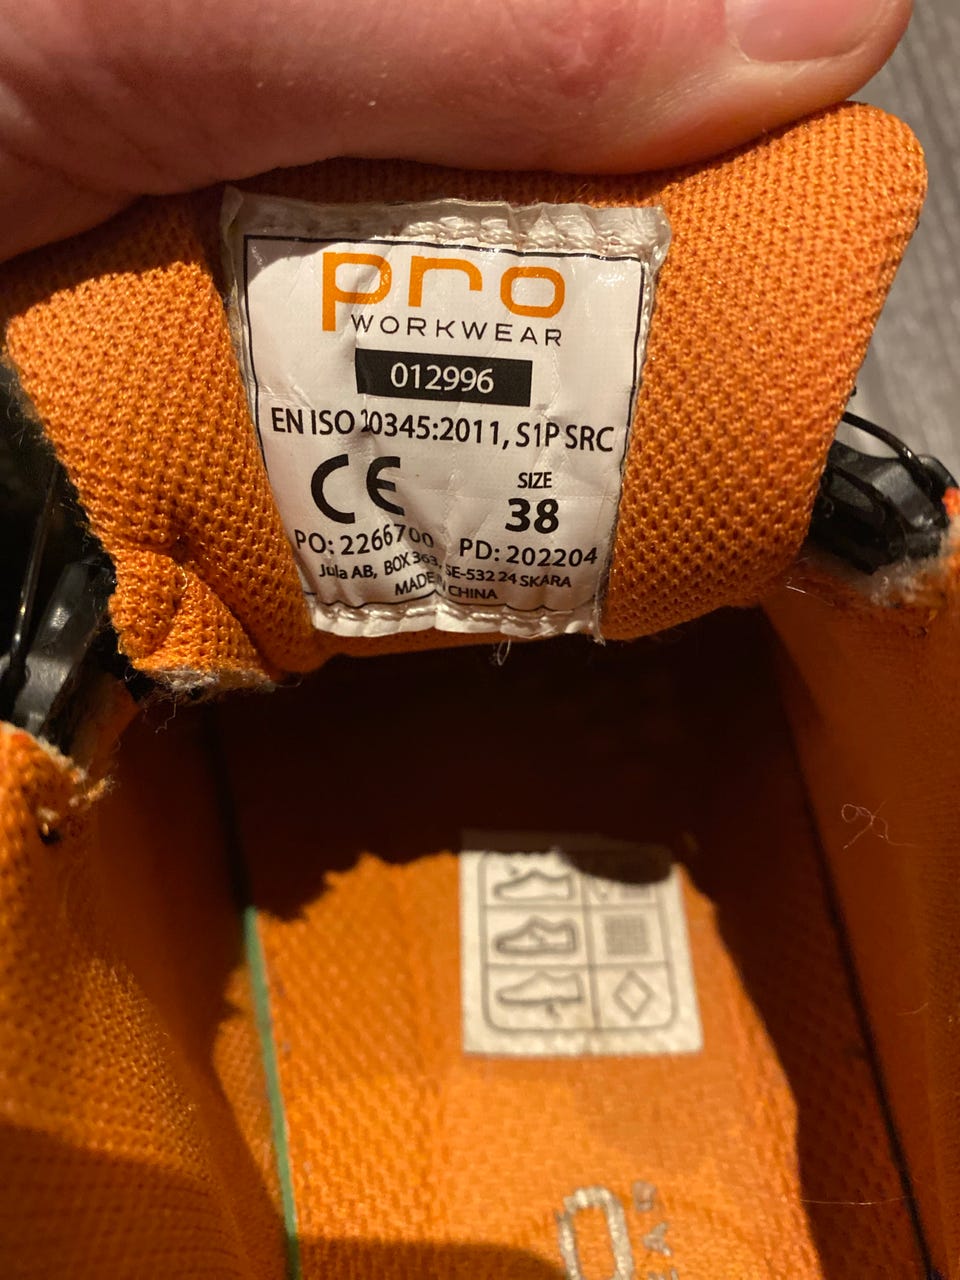 pro
WORKWEAR
012996
EN ISO 20345:2011, S1P SRC
CE
SIZE
38
PO: 2266700 PD: 202204
Jula AB, BOX 363, SE-532 24 SKARA
MADE IN CHINA